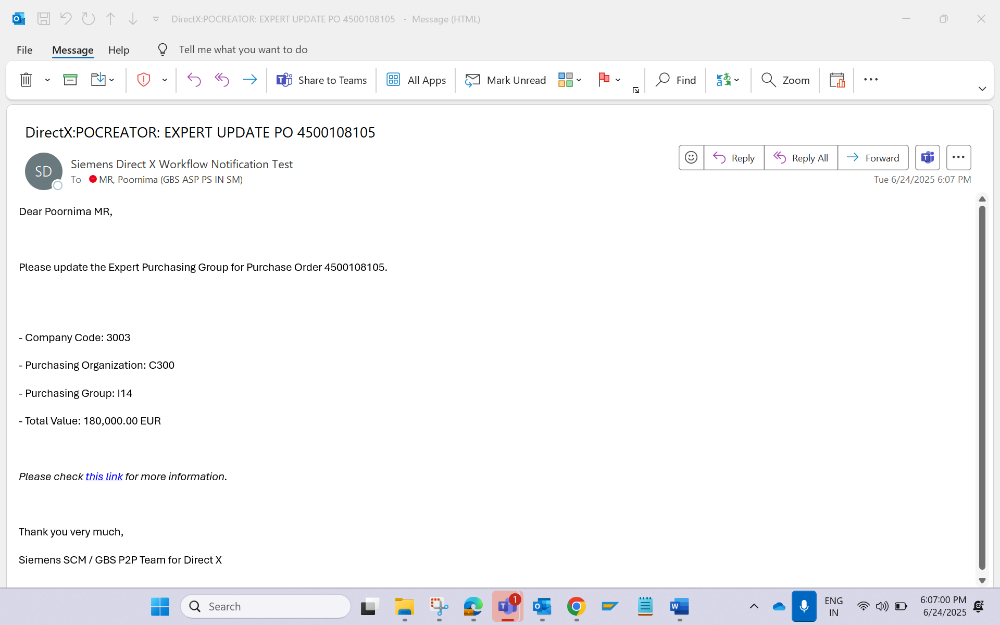 DirectX:POCREATOR: EXPERT UPDATE PO 4500108105 - Message (HTML)
File Message Help Tell me what you want to do
Share to Teams All Apps Mark Unread Find Zoom
DirectX:POCREATOR: EXPERT UPDATE PO 4500108105
SD
Siemens Direct X Workflow Notification Test
To MR, Poornima (GBS ASP PS IN SM)
Reply Reply All Forward
Tue 6/24/2025 6:07 PM
Dear Poornima MR,
Please update the Expert Purchasing Group for Purchase Order 4500108105.
- Company Code: 3003
- Purchasing Organization: C300
- Purchasing Group: I14
- Total Value: 180,000.00 EUR
Please check this link for more information.
Thank you very much,
Siemens SCM / GBS P2P Team for Direct X
Search
1
ENG
IN
6:07:00 PM
6/24/2025